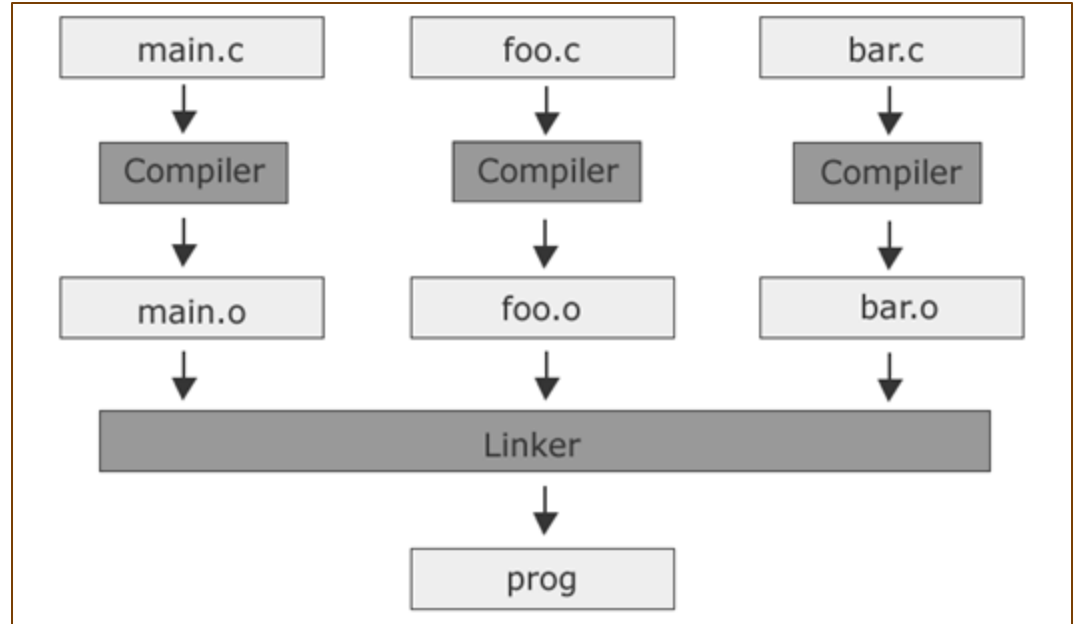 main.c
foo.c
bar.c
Compiler
Compiler
Compiler
main.o
foo.o
bar.o
Linker
prog